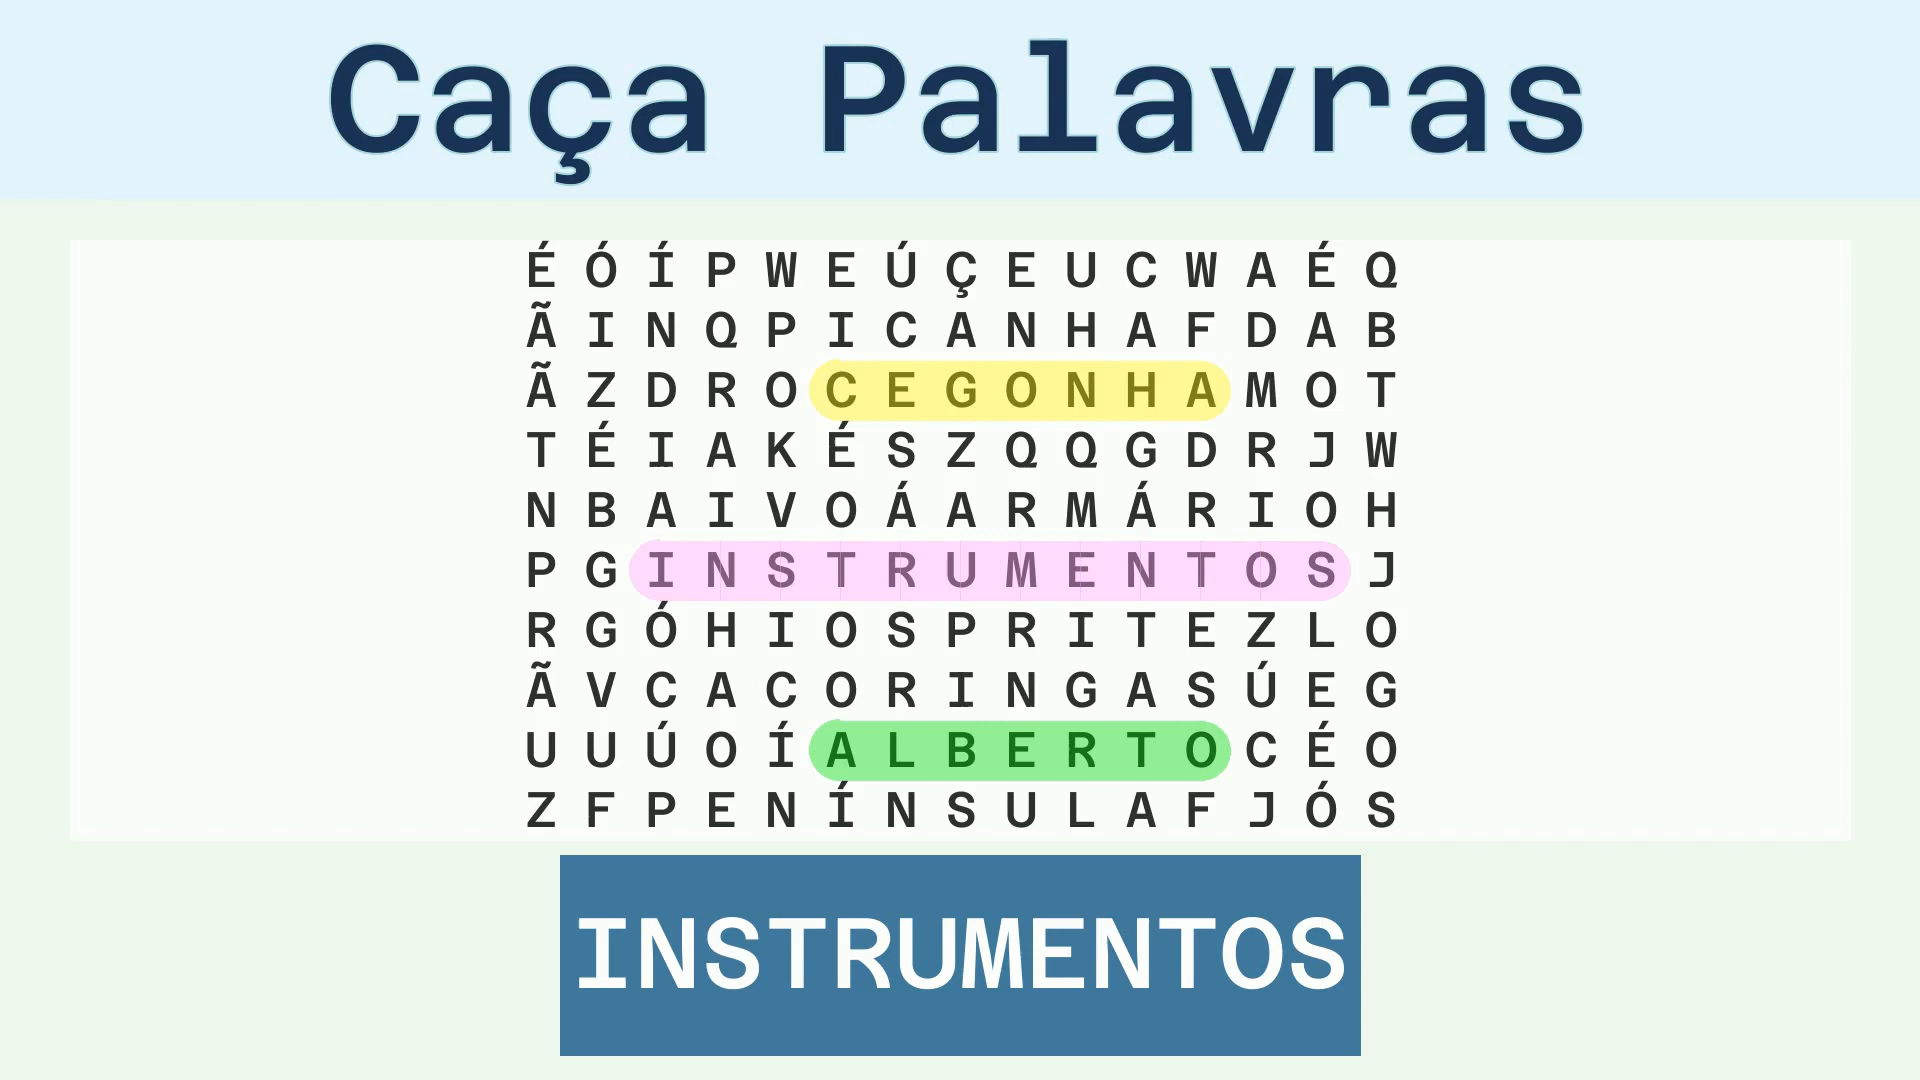 Caça Palavras
É Ó Í P W E Ú Ç E U C W A É Q
Ã I N Q P I C A N H A F D A B
Ã Z D R O C E G O N H A M O T
T É I A K É S Z Q Q G D R J W
N B A I V O Á A R M Á R I O H
P G I N S T R U M E N T O S J
R G Ó H I O S P R I T E Z L O
Ã V C A C O R I N G A S Ú E G
U U Ú O Í A L B E R T O C É O
Z F P E N Í N S U L A F J Ó S
INSTRUMENTOS